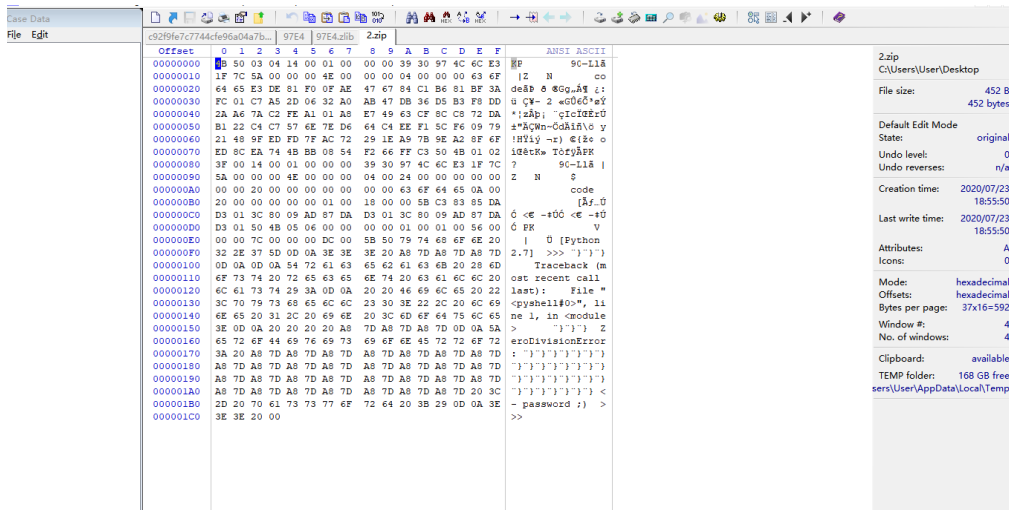 Case Data
File Edit
c92f9fe7c7744cfe96a04a7b... 97E4 97E4.zlib 2.zip
Offset 0 1 2 3 4 5 6 7 8 9 A B C D E F ANSI ASCII
00000000 4B 50 03 04 14 00 01 00 00 00 39 30 97 4C 6C E3 KP 90—Llã
00000010 1F 7C 5A 00 00 00 4E 00 00 00 04 00 00 00 63 6F |Z N co
00000020 64 65 E3 DE 81 F0 0F AE 47 67 84 C1 B6 81 BF 3A
00000030 FC 01 C7 A5 2D 06 32 A0 AB 47 DB 36 D5 B3 F8 DD
00000040 2A A6 7A C2 FE A1 01 A8 E7 49 63 CF 8C C8 72 DA
00000050 B1 22 C4 C7 57 6E 7E D6 64 C4 EE F1 5C F6 09 79
00000060 21 48 9F ED FD 7F AC 72 29 1E A9 7B 9E A2 8F 6F
00000070 ED 8C EA 74 4B BB 08 54 F2 66 FF C3 50 4B 01 02
00000080 3F 00 14 00 01 00 00 00 39 30 97 4C 6C E3 1F 7C ? 90—Llã |
00000090 5A 00 00 00 4E 00 00 00 04 00 24 00 00 00 00 00 Z N $
000000A0 00 00 20 00 00 00 00 00 00 00 63 6F 64 65 0A 00 code
000000B0 20 00 00 00 00 00 01 00 18 00 00 5B C3 83 85 DA [Ãƒ…Ú
000000C0 D3 01 3C 80 09 AD 87 DA D3 01 3C 80 09 AD 87 DA
000000D0 D3 01 50 4B 05 06 00 00 00 00 01 00 01 00 56 00 Ó PK V
000000E0 00 00 7C 00 00 00 DC 00 5B 50 79 74 68 6F 6E 20 | Ü [Python
000000F0 32 2E 37 5D 0D 0A 3E 3E 3E 20 A8 7D A8 7D A8 7D 2.7] >>> ¨}¨}¨}
00000100 0D 0A 0D 0A 54 72 61 63 65 62 61 63 6B 20 28 6D Traceback (m
00000110 6F 73 74 20 72 65 63 65 6E 74 20 63 61 6C 6C 20 ost recent call
00000120 6C 61 73 74 29 3A 0D 0A 20 20 46 69 6C 65 20 22 last): File "
00000130 3C 70 79 73 68 65 6C 6C 23 30 3E 22 2C 20 6C 69 <pyshell#0>", li
00000140 6E 65 20 31 2C 20 69 6E 20 3C 6D 6F 64 75 6C 65 ne 1, in <module
00000150 3E 0D 0A 20 20 20 20 A8 7D A8 7D A8 7D 0D 0A 5A > ¨}¨}¨} Z
00000160 65 72 6F 44 69 76 69 73 69 6F 6E 45 72 72 6F 72 eroDivisionError
00000170 3A 20 A8 7D A8 7D A8 7D A8 7D A8 7D A8 7D A8 7D : ¨}¨}¨}¨}¨}¨}¨}
00000180 A8 7D A8 7D A8 7D A8 7D A8 7D A8 7D A8 7D A8 7D ¨}¨}¨}¨}¨}¨}¨}¨}
00000190 A8 7D A8 7D A8 7D A8 7D A8 7D A8 7D A8 7D A8 7D ¨}¨}¨}¨}¨}¨}¨}¨}
000001A0 A8 7D A8 7D A8 7D A8 7D A8 7D A8 7D A8 7D 20 3C ¨}¨}¨}¨}¨}¨}¨} <
000001B0 2D 20 70 61 73 73 77 6F 72 64 20 3B 29 0D 0A 3E - password ;) >
000001C0 3E 3E 20 00 >>
2.zip
C:\Users\User\Desktop
File size: 452 B
452 bytes
Default Edit Mode
State: original
Undo level: 0
Undo reverses: n/a
Creation time: 2020/07/23
18:55:50
Last write time: 2020/07/23
18:55:50
Attributes: A
Icons: 0
Mode: hexadecimal
Offsets: hexadecimal
Bytes per page: 37x16=592
Window #: 4
No. of windows: 4
Clipboard: available
TEMP folder: 168 GB free
sers\User\AppData\Local\Temp